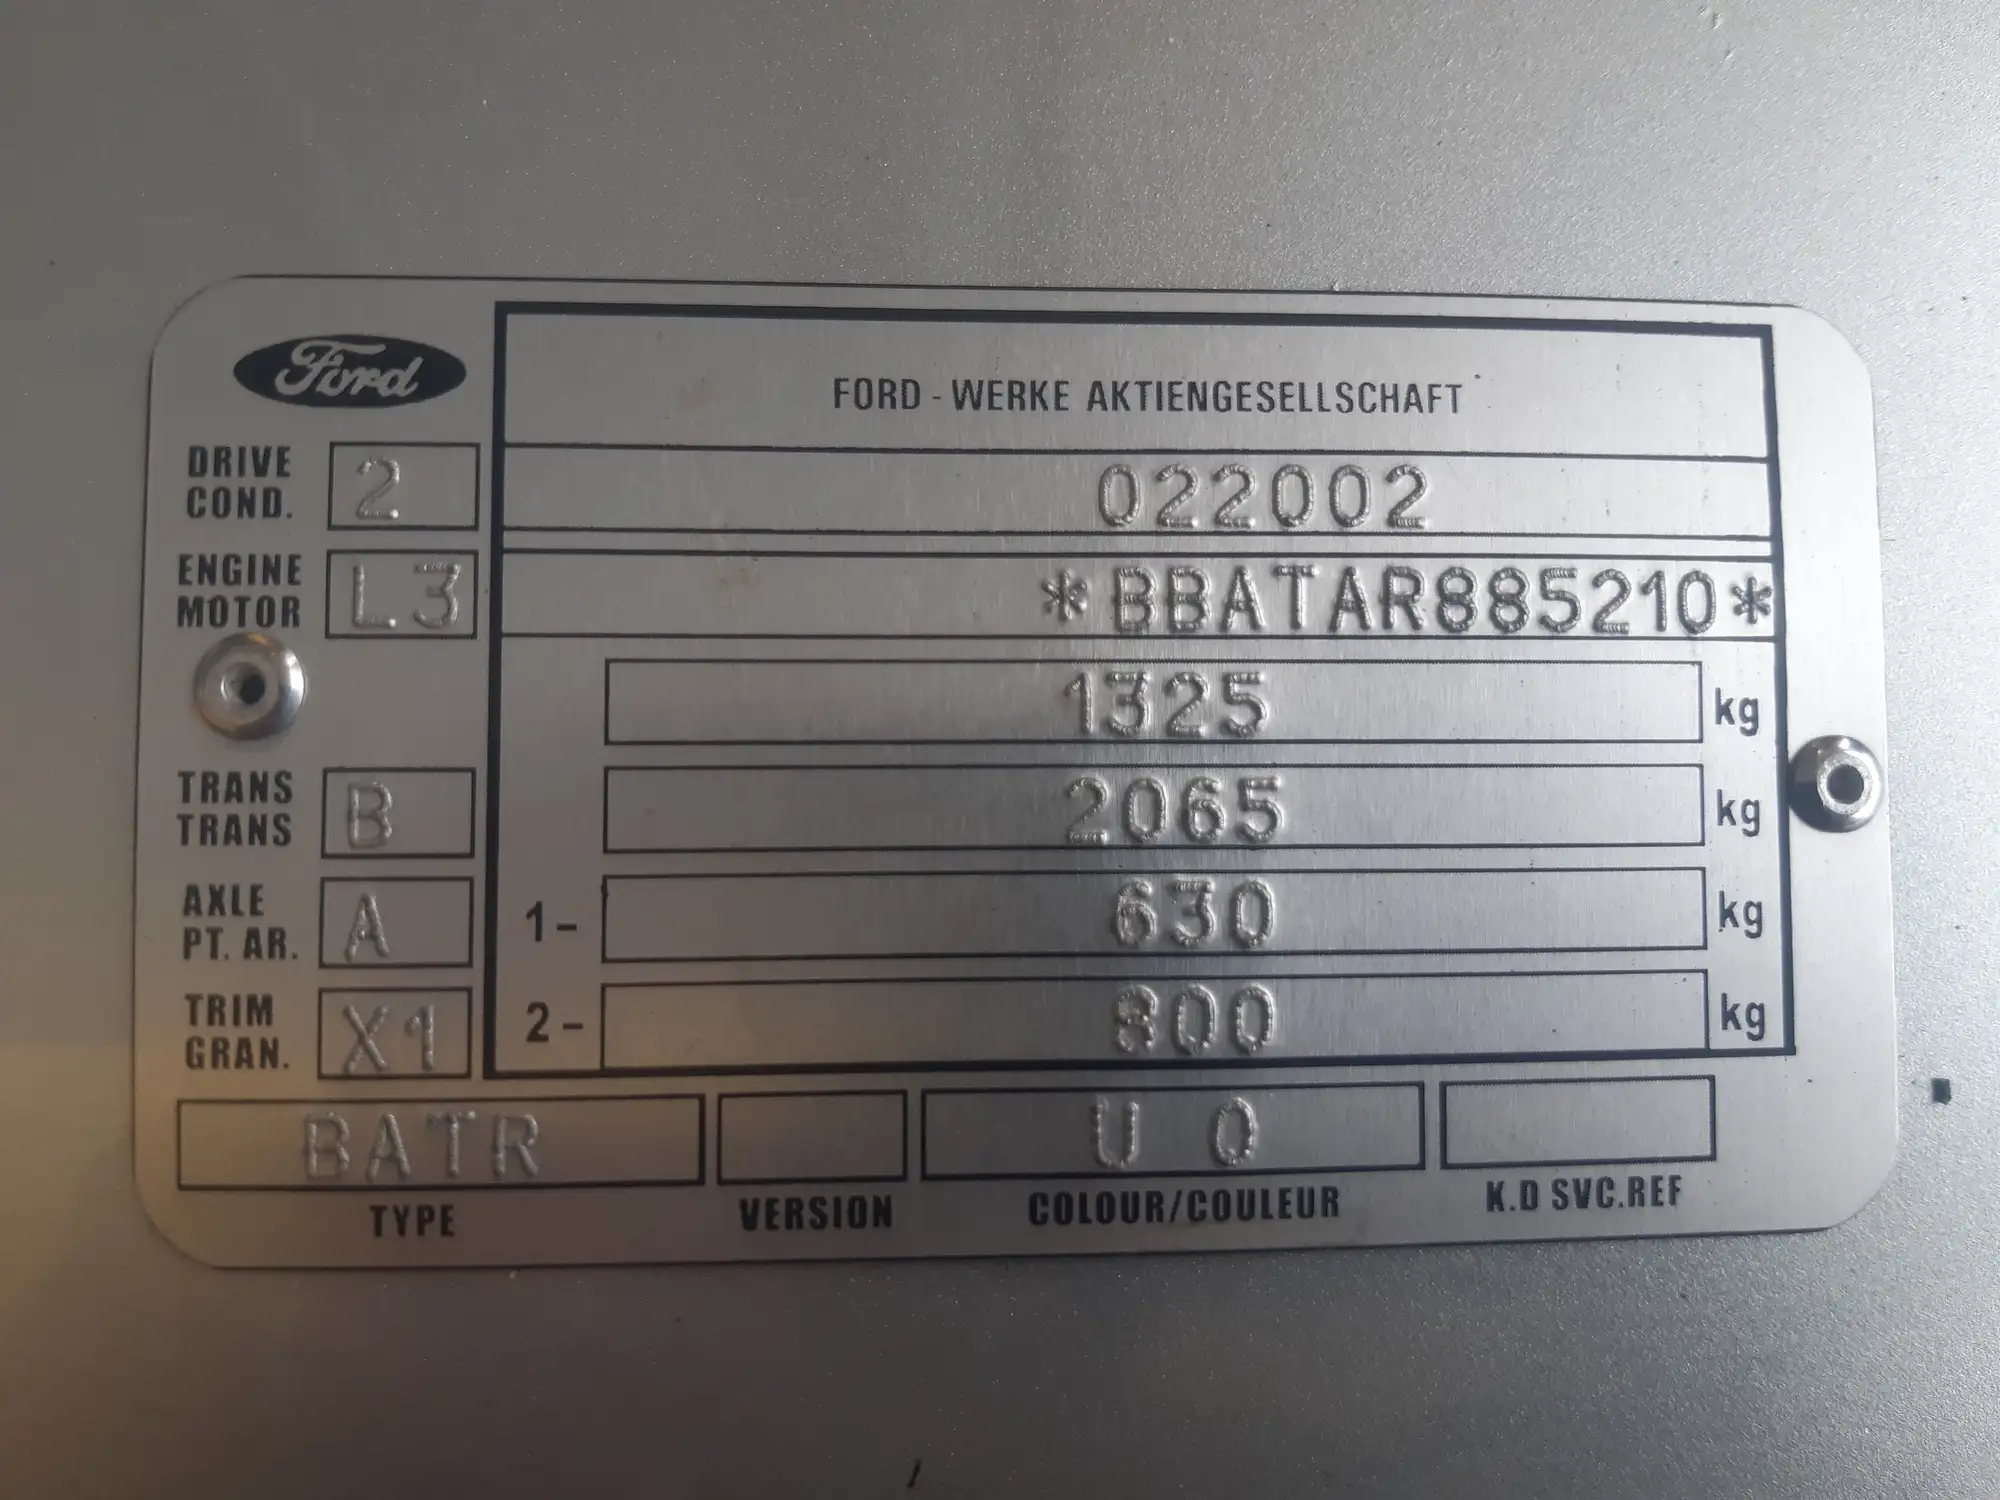 Ford
FORD - WERKE AKTIENGESELLSCHAFT
DRIVE COND. 2
022002
ENGINE MOTOR L3
*BBATAR885210*
1325 kg
TRANS TRANS B
2065 kg
AXLE PT. AR. A
1- 630 kg
TRIM GRAN. X1
2- 800 kg
BATR
U 0
TYPE
VERSION
COLOUR/COULEUR
K.D SVC.REF